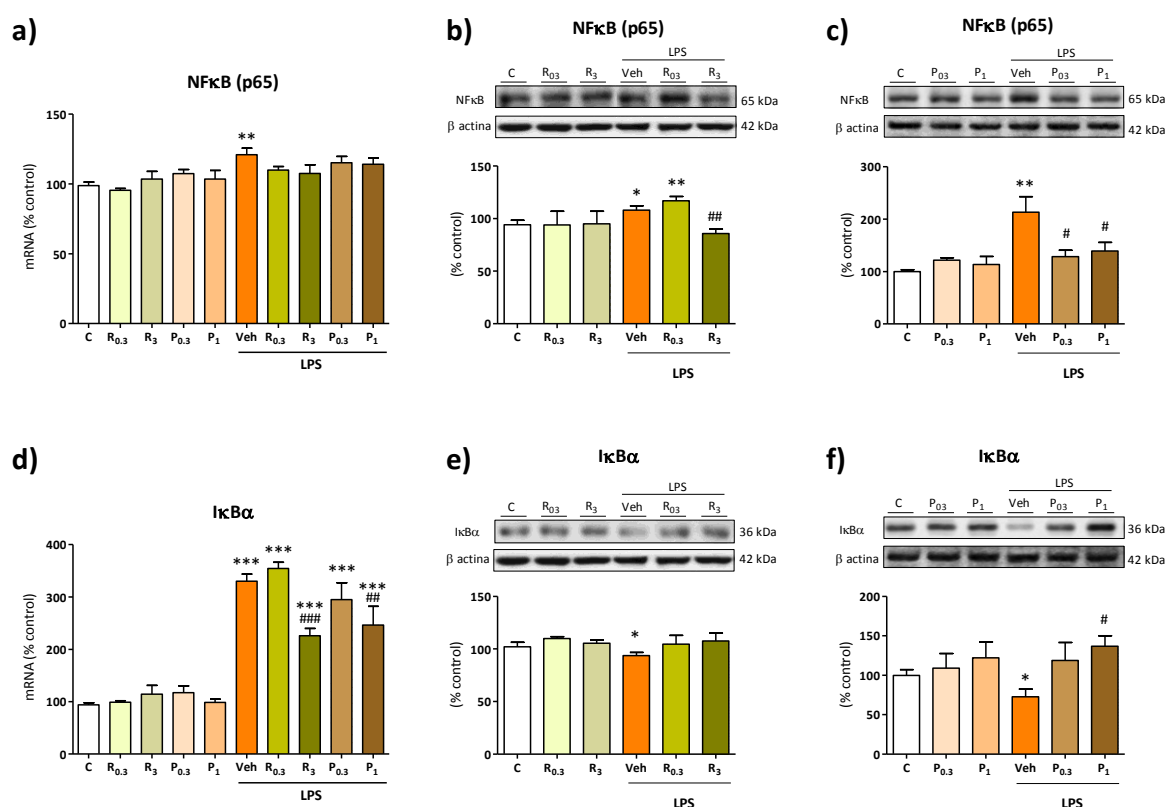 a)
NFκB (p65)
mRNA (% control)
150
100
50
0
** 
C R0.3 R3 P0.3 P1 Veh R0.3 R3 P0.3 P1
LPS
b)
NFκB (p65)
LPS
C R03 R3 Veh R03 R3
NFκB 65 kDa
β actina 42 kDa
(% control)
150
100
50
0
* ** ##
C R0.3 R3 Veh R0.3 R3
LPS
c)
NFκB (p65)
LPS
C P03 P1 Veh P03 P1
NFκB 65 kDa
β actina 42 kDa
(% control)
300
200
100
0
** # #
C P0.3 P1 Veh P0.3 P1
LPS
d)
IκBα
mRNA (% control)
400
300
200
100
0
*** *** *** *** ***
### ##
C R0.3 R3 P0.3 P1 Veh R0.3 R3 P0.3 P1
LPS
e)
IκBα
LPS
C R03 R3 Veh R03 R3
IκBα 36 kDa
β actina 42 kDa
(% control)
150
100
50
0
*
C R0.3 R3 Veh R0.3 R3
LPS
f)
IκBα
LPS
C P03 P1 Veh P03 P1
IκBα 36 kDa
β actina 42 kDa
(% control)
200
150
100
50
0
* #
C P0.3 P1 Veh P0.3 P1
LPS